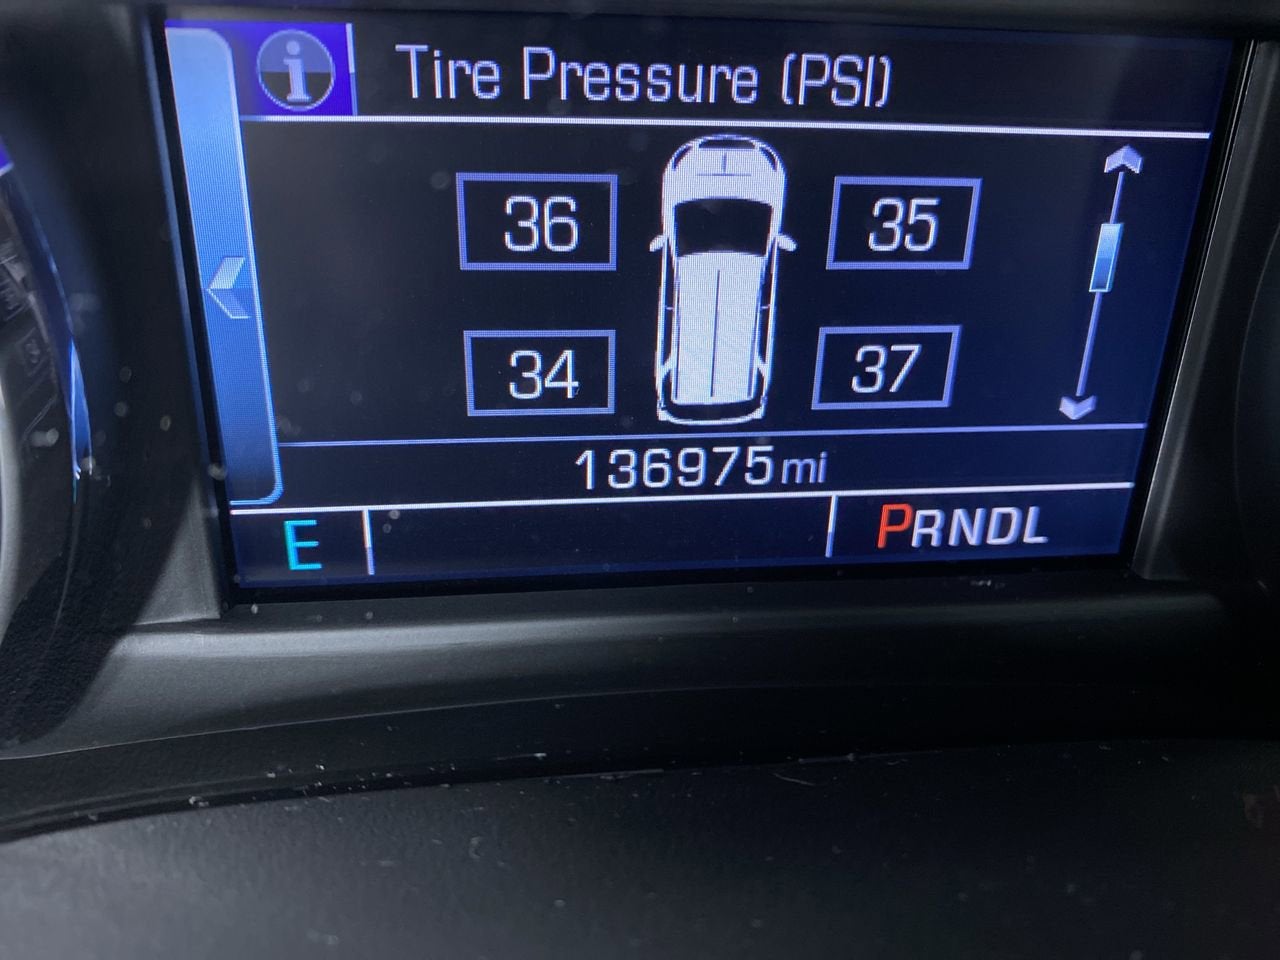 i Tire Pressure (PSI)
36 35
34 37
136975 mi
E PRNDL